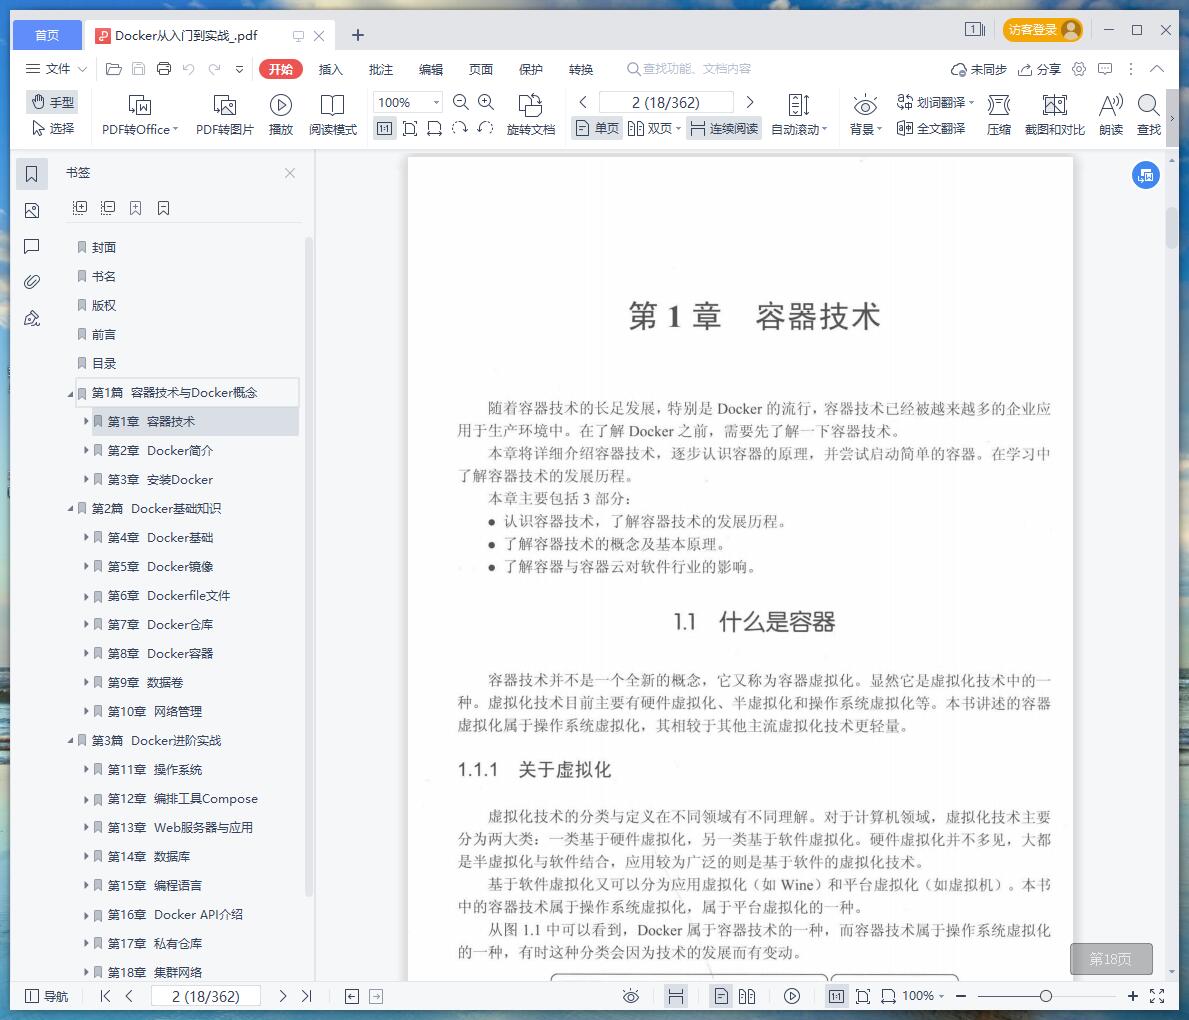 首页
Docker从入门到实战_.pdf
1
访客登录
文件
开始
插入
批注
编辑
页面
保护
转换
查找功能、文档内容
未同步
分享
手型
选择
PDF转Office
PDF转图片
播放
阅读模式
100%
1:1
旋转文档
2 (18/362)
单页
双页
连续阅读
自动滚动
背景
划词翻译
全文翻译
压缩
截图和对比
朗读
查找
书签
封面
书名
版权
前言
目录
第1篇 容器技术与Docker概念
第1章 容器技术
第2章 Docker简介
第3章 安装Docker
第2篇 Docker基础知识
第4章 Docker基础
第5章 Docker镜像
第6章 Dockerfile文件
第7章 Docker仓库
第8章 Docker容器
第9章 数据卷
第10章 网络管理
第3篇 Docker进阶实战
第11章 操作系统
第12章 编排工具Compose
第13章 Web服务器与应用
第14章 数据库
第15章 编程语言
第16章 Docker API介绍
第17章 私有仓库
第18章 集群网络
第 1 章 容器技术
随着容器技术的长足发展，特别是 Docker 的流行，容器技术已经被越来越多的企业应
用于生产环境中。在了解 Docker 之前，需要先了解一下容器技术。
本章将详细介绍容器技术，逐步认识容器的原理，并尝试启动简单的容器。在学习中
了解容器技术的发展历程。
本章主要包括 3 部分：
● 认识容器技术，了解容器技术的发展历程。
● 了解容器技术的概念及基本原理。
● 了解容器与容器云对软件行业的影响。
1.1 什么是容器
容器技术并不是一个全新的概念，它又称为容器虚拟化。显然它是虚拟化技术中的一
种。虚拟化技术目前主要有硬件虚拟化、半虚拟化和操作系统虚拟化等。本书讲述的容器
虚拟化属于操作系统虚拟化，其相较于其他主流虚拟化技术更轻量。
1.1.1 关于虚拟化
虚拟化技术的分类与定义在不同领域有不同理解。对于计算机领域，虚拟化技术主要
分为两大类：一类基于硬件虚拟化，另一类基于软件虚拟化。硬件虚拟化并不多见，大都
是半虚拟化与软件结合，应用较为广泛的则是基于软件的虚拟化技术。
基于软件虚拟化又可以分为应用虚拟化（如 Wine）和平台虚拟化（如虚拟机）。本书
中的容器技术属于操作系统虚拟化，属于平台虚拟化的一种。
从图 1.1 中可以看到，Docker 属于容器技术的一种，而容器技术属于操作系统虚拟化
的一种，有时这种分类会因为技术的发展而有变动。
第18页
导航
2 (18/362)
1:1
100%